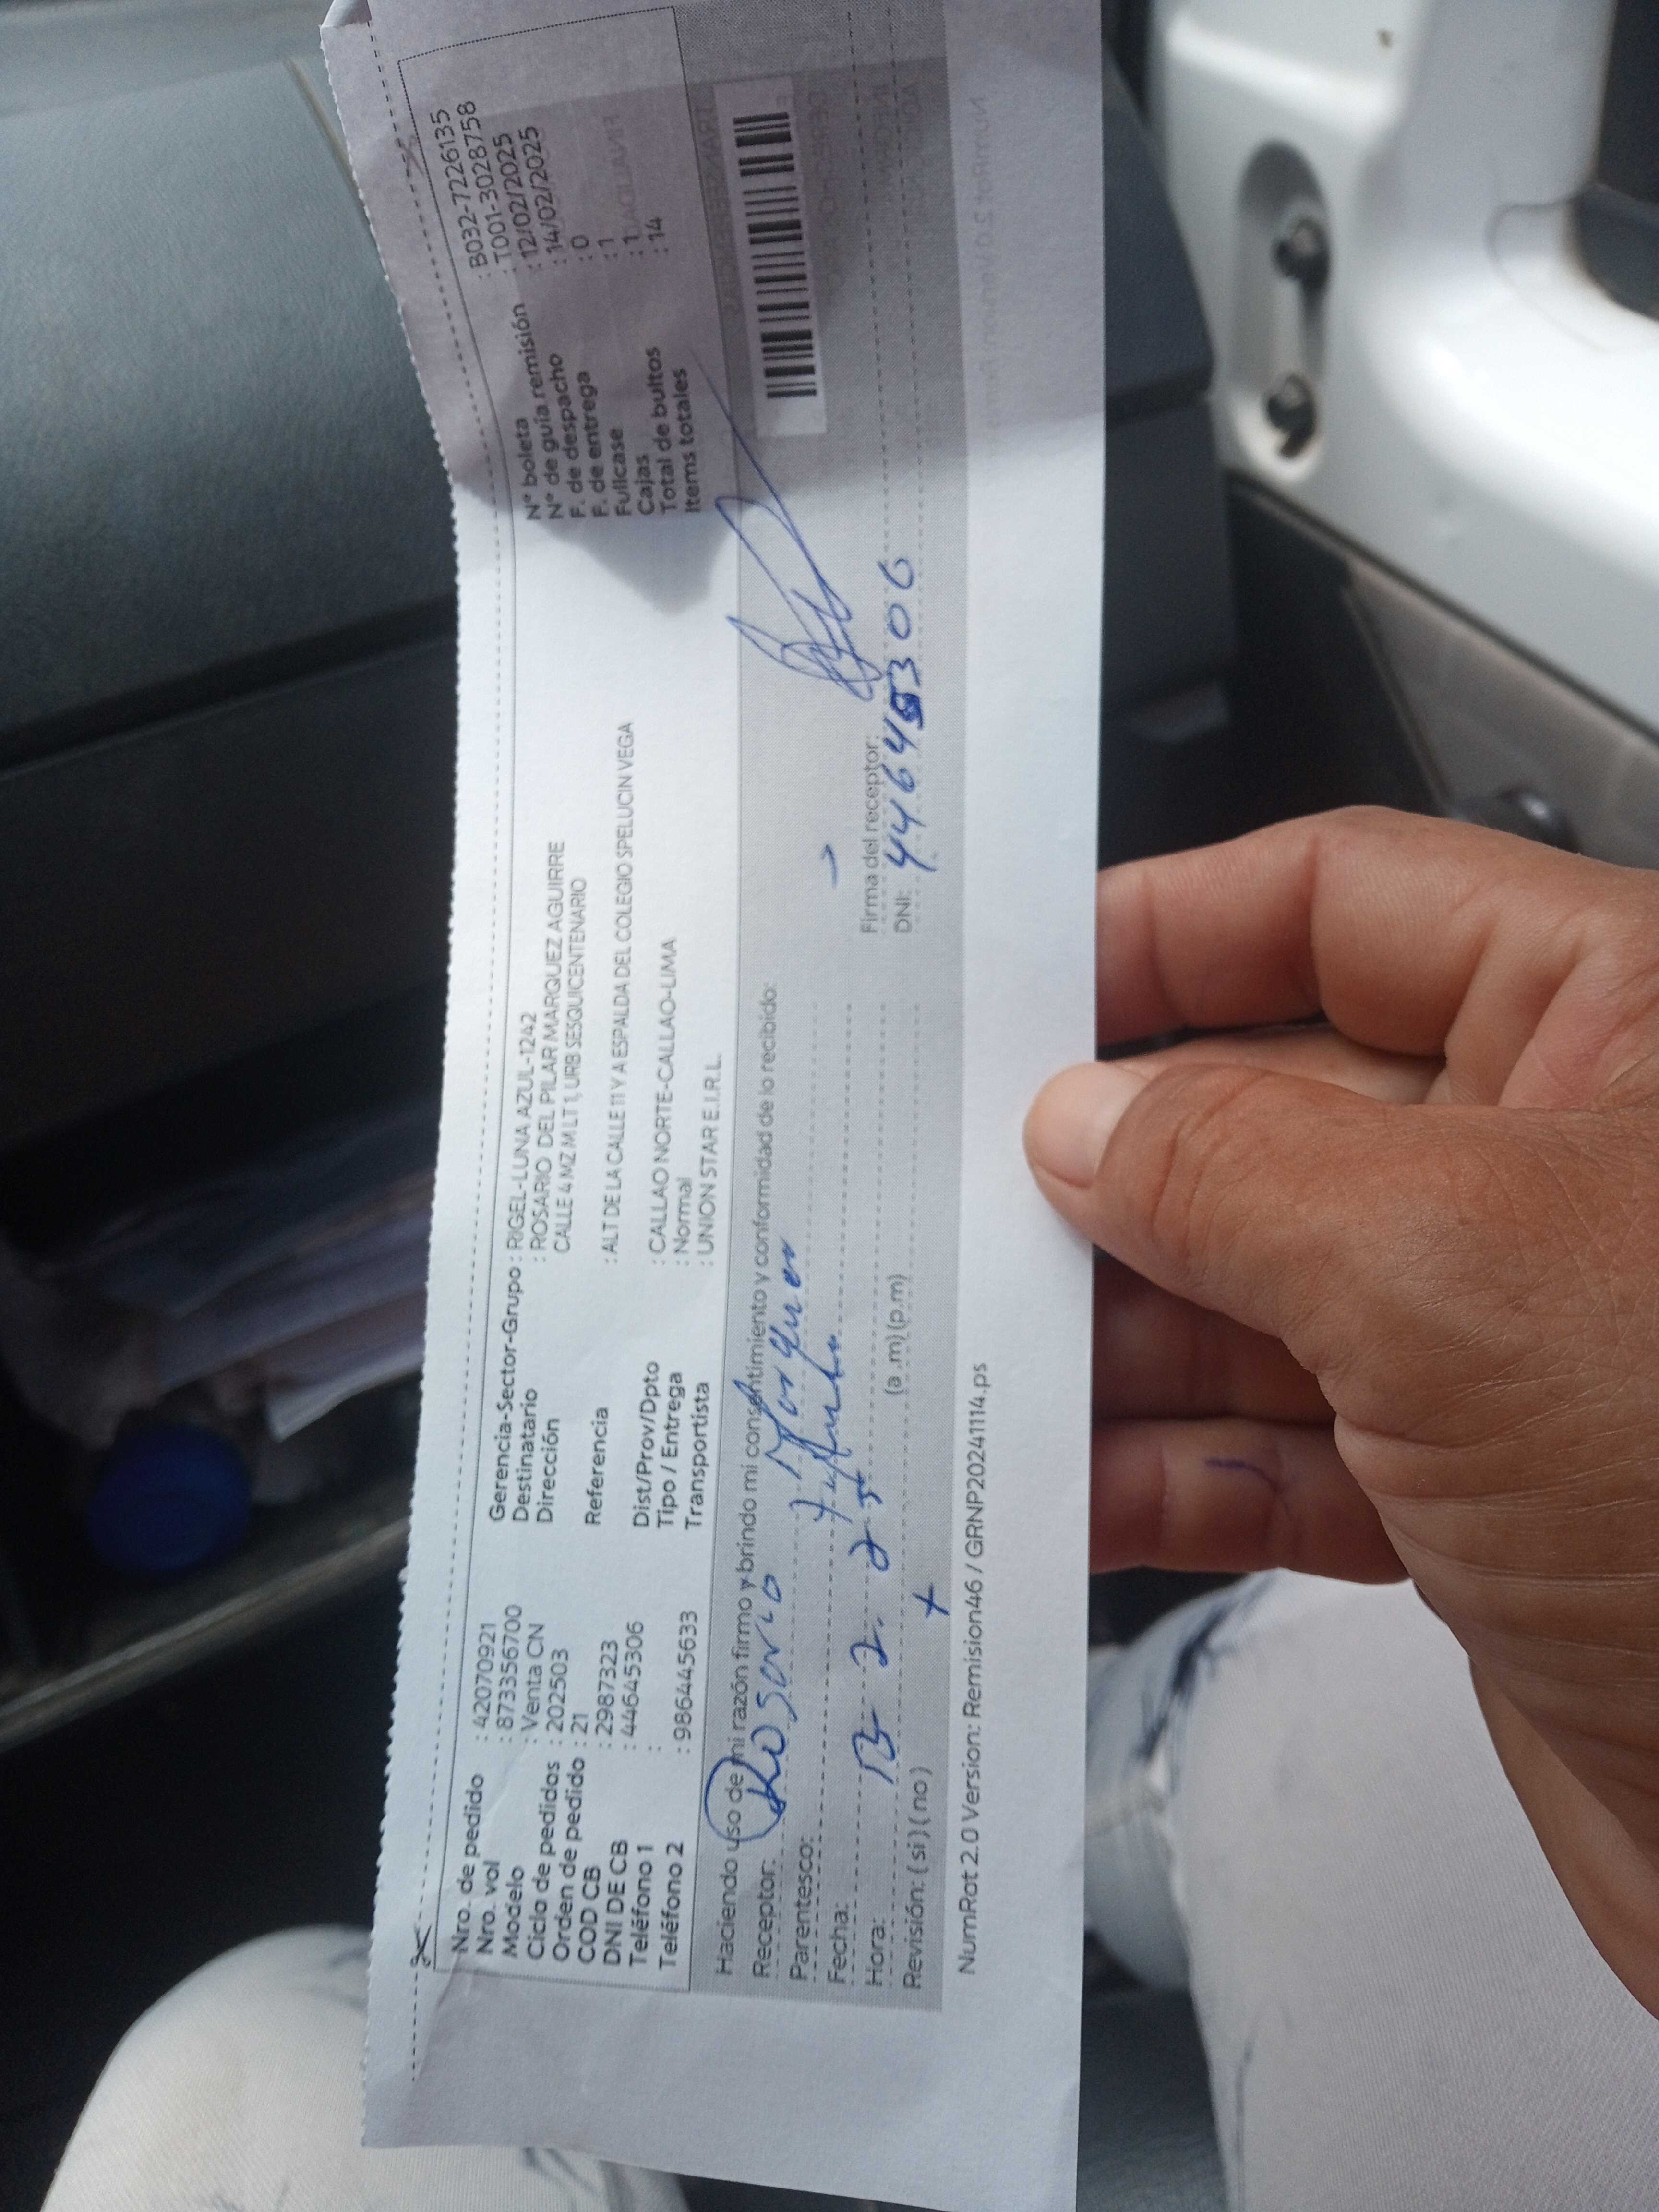 Nro. de pedido : 42070921
Nro. vol : 8733356700
Modelo : Venta CN
Ciclo de pedidos : 202503
Orden de pedido : 21
COD CB : 2987323
DNI DE CB : 44645306
Teléfono 1 :
Teléfono 2 : 986445633
Gerencia-Sector-Grupo : RIGEL-LUNA AZUL-1242
Destinatario : ROSARIO DEL PILAR MARQUEZ AGUIRRE
Dirección CALLE 4 MZ M LT 1, URB SESQUICENTENARIO
Referencia : ALT DE LA CALLE 11 Y A ESPALDA DEL COLEGIO SPELUCIN VEGA
Dist/Prov/Dpto : CALLAO NORTE-CALLAO-LIMA
Tipo / Entrega : Normal
Transportista : UNION STAR E.I.R.L.
N° boleta : B032-7226135
N° de guía remisión : T001-3028758
F. de despacho : 12/02/2025
F. de entrega : 14/02/2025
Fullcase : 0
Cajas : 1
Total de bultos : 1
Items totales : 14
Haciendo uso de mi razón firmo y brindo mi consentimiento y conformidad de lo recibido:
Receptor: Rosario Marquez
Parentesco:
Fecha: 13 2. 25
Hora: (a.m) (p.m)
Revisión: ( si ) ( no )
Firma del receptor:
DNI: 44645306
NumRot 2.0 Version: Remision46 / GRNP20241114.ps